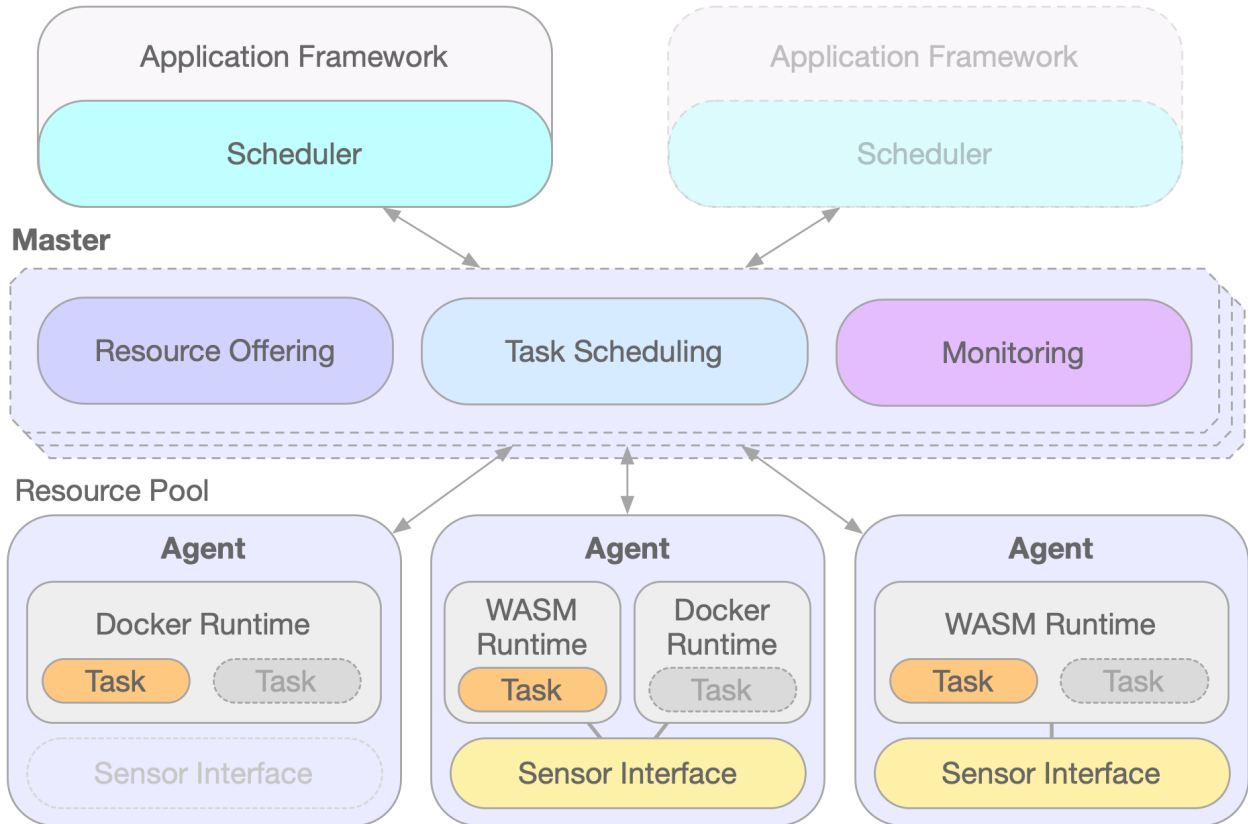 Application Framework
Scheduler
Application Framework
Scheduler
Master
Resource Offering
Task Scheduling
Monitoring
Resource Pool
Agent
Docker Runtime
Task
Task
Sensor Interface
Agent
WASM
Runtime
Task
Docker
Runtime
Task
Sensor Interface
Agent
WASM Runtime
Task
Task
Sensor Interface